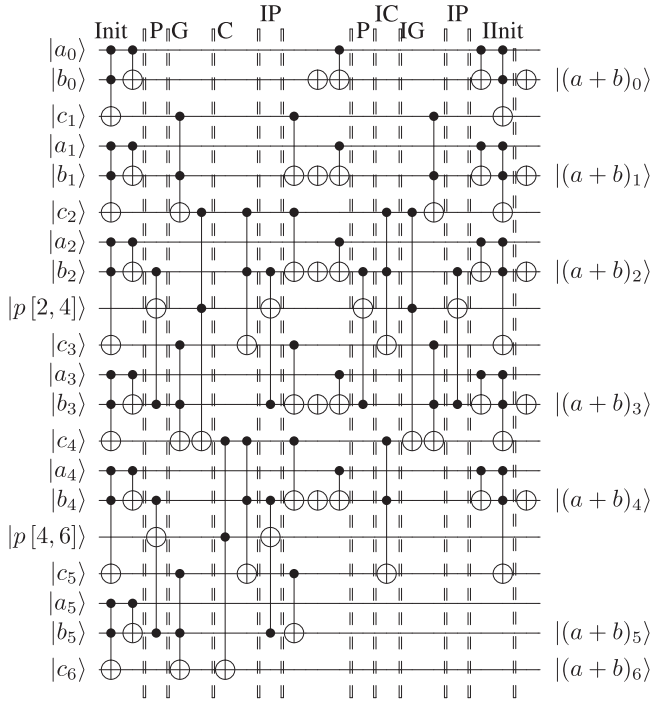 Init P G C IP P IC IG IP IInit
|a₀⟩
|b₀⟩ |(a + b)₀⟩
|c₁⟩
|a₁⟩
|b₁⟩ |(a + b)₁⟩
|c₂⟩
|a₂⟩
|b₂⟩ |(a + b)₂⟩
|p [2, 4]⟩
|c₃⟩
|a₃⟩
|b₃⟩ |(a + b)₃⟩
|c₄⟩
|a₄⟩
|b₄⟩ |(a + b)₄⟩
|p [4, 6]⟩
|c₅⟩
|a₅⟩
|b₅⟩ |(a + b)₅⟩
|c₆⟩ |(a + b)₆⟩